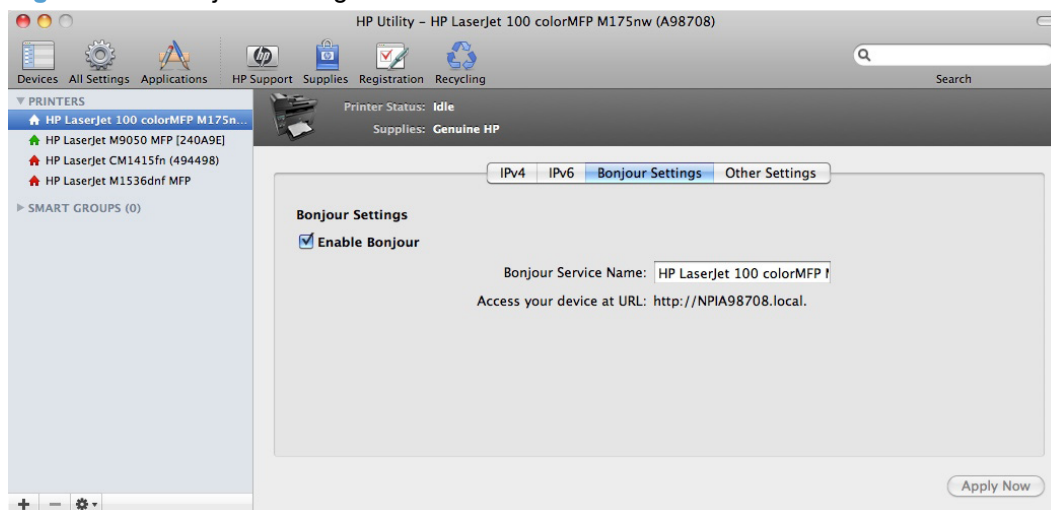 HP Utility – HP LaserJet 100 colorMFP M175nw (A98708)
Devices All Settings Applications HP Support Supplies Registration Recycling Search
PRINTERS
HP LaserJet 100 colorMFP M175n...
HP LaserJet M9050 MFP [240A9E]
HP LaserJet CM1415fn (494498)
HP LaserJet M1536dnf MFP
SMART GROUPS (0)
Printer Status: Idle
Supplies: Genuine HP
IPv4 IPv6 Bonjour Settings Other Settings
Bonjour Settings
Enable Bonjour
Bonjour Service Name: HP LaserJet 100 colorMFP
Access your device at URL: http://NPIA98708.local.
Apply Now